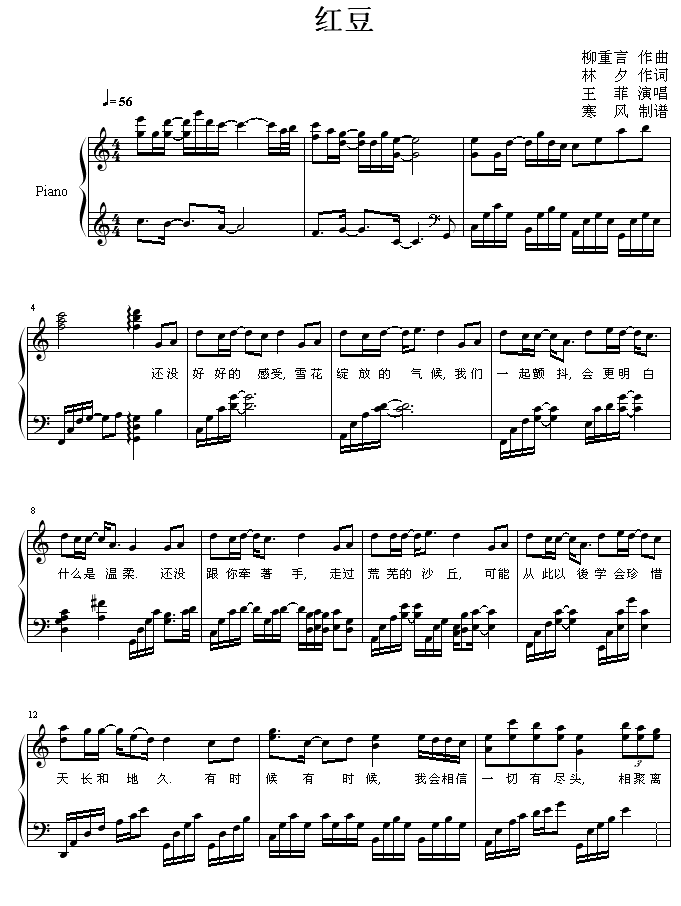 红豆
柳重言 作曲
林 夕 作词
王 菲 演唱
寒 风 制谱
♩=56
Piano
4
还没 好 好的 感受, 雪花 绽 放 的 气 候, 我们 一 起颤 抖, 会 更 明 白
8
什么是 温 柔. 还没 跟 你牵 著 手, 走过 荒 芜的 沙 丘, 可能 从 此以 後 学 会 珍 惜
12
天 长和 地 久. 有 时 候 有 时 候, 我会相信 一 切 有 尽头, 相聚离
3